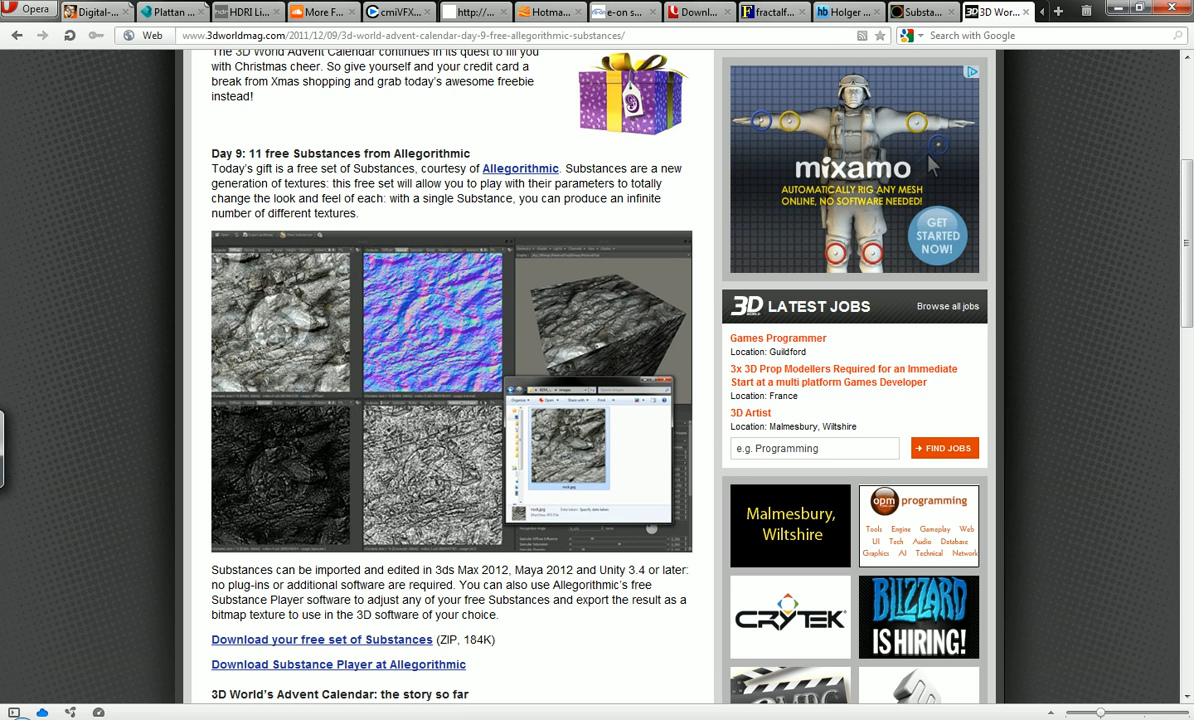 Opera
Digital-
Plattan
HDRI Li
More F
cmiVFX
http://
Hotma
e-on s
Downl
fractalf
Holger
Substa
3D Wor
Web
www.3dworldmag.com/2011/12/09/3d-world-advent-calendar-day-9-free-allegorithmic-substances/
Search with Google
The 3D World Advent Calendar continues in its quest to fill you
with Christmas cheer. So give yourself and your credit card a
break from Xmas shopping and grab today's awesome freebie
instead!
Day 9: 11 free Substances from Allegorithmic
Today's gift is a free set of Substances, courtesy of Allegorithmic. Substances are a new
generation of textures: this free set will allow you to play with their parameters to totally
change the look and feel of each: with a single Substance, you can produce an infinite
number of different textures.
Substances can be imported and edited in 3ds Max 2012, Maya 2012 and Unity 3.4 or later:
no plug-ins or additional software are required. You can also use Allegorithmic's free
Substance Player software to adjust any of your free Substances and export the result as a
bitmap texture to use in the 3D software of your choice.
Download your free set of Substances (ZIP, 184K)
Download Substance Player at Allegorithmic
3D World's Advent Calendar: the story so far
mixamo
AUTOMATICALLY RIG ANY MESH
ONLINE, NO SOFTWARE NEEDED!
GET
STARTED
NOW!
3D LATEST JOBS Browse all jobs
Games Programmer
Location: Guildford
3x 3D Prop Modellers Required for an Immediate
Start at a multi platform Games Developer
Location: France
3D Artist
Location: Malmesbury, Wiltshire
e.g. Programming
FIND JOBS
Malmesbury,
Wiltshire
opm programming
Tools Engine Gameplay Web
UI Tech Audio Database
Graphics AI Technical Network
CRYTEK
BLIZZARD
IS HIRING!